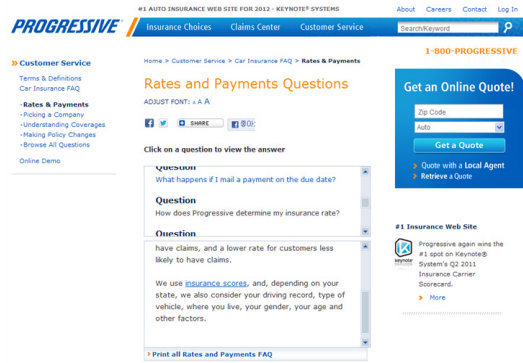 #1 AUTO INSURANCE WEB SITE FOR 2012 - KEYNOTE® SYSTEMS
About Careers Contact Log In
PROGRESSIVE
Insurance Choices Claims Center Customer Service
Search/Keyword
1-800-PROGRESSIVE
Customer Service
Terms & Definitions
Car Insurance FAQ
-Rates & Payments
-Picking a Company
-Understanding Coverages
-Making Policy Changes
-Browse All Questions
Online Demo
Home > Customer Service > Car Insurance FAQ > Rates & Payments
Rates and Payments Questions
ADJUST FONT: A A A
SHARE
Click on a question to view the answer
Question
What happens if I mail a payment on the due date?
Question
How does Progressive determine my insurance rate?
Question
have claims, and a lower rate for customers less
likely to have claims.
We use insurance scores, and, depending on your
state, we also consider your driving record, type of
vehicle, where you live, your gender, your age and
other factors.
Print all Rates and Payments FAQ
Get an Online Quote!
Zip Code
Auto
Get a Quote
Quote with a Local Agent
Retrieve a Quote
#1 Insurance Web Site
keynote
Progressive again wins the
#1 spot on Keynote®
System's Q2 2011
Insurance Carrier
Scorecard.
More